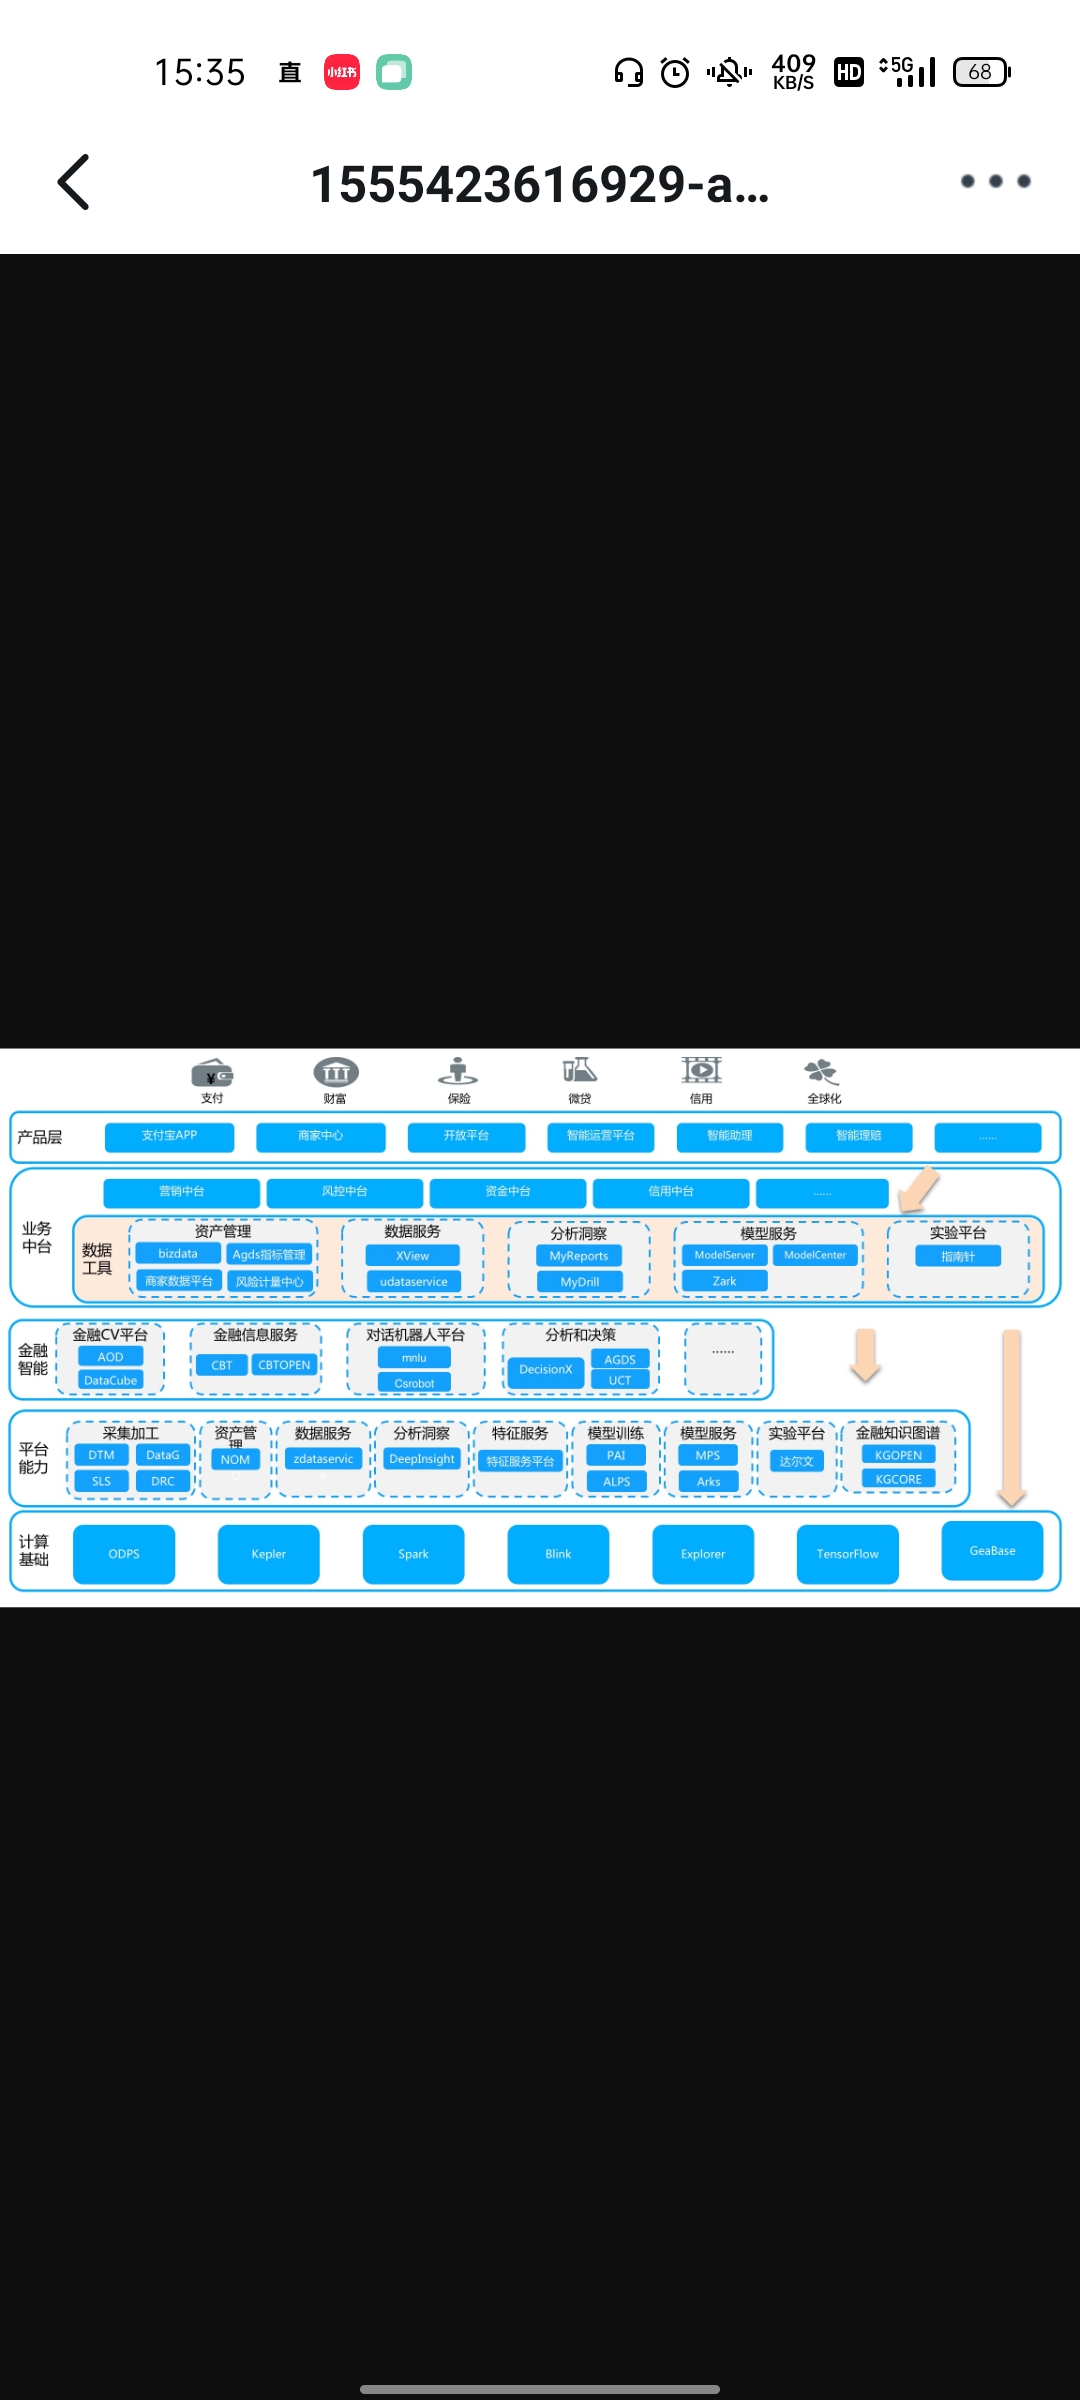 15:35 直 小红书 409 KB/S HD 5G 68
1555423616929-a...
支付 财富 保险 微贷 信用 全球化
产品层 支付宝APP 商家中心 开放平台 智能运营平台 智能助理 智能理赔 ......
业务中台 营销中台 风控中台 资金中台 信用中台 ......
数据工具
资产管理 数据服务 分析洞察 模型服务 实验平台
bizdata Agds指标管理 XView MyReports ModelServer ModelCenter 指南针
商家数据平台 风险计量中心 udataservice MyDrill Zark
金融智能
金融CV平台 金融信息服务 对话机器人平台 分析和决策 ......
AOD CBT CBTOPEN mnlu DecisionX AGDS
DataCube Csrobot UCT
平台能力
采集加工 资产管理 数据服务 分析洞察 特征服务 模型训练 模型服务 实验平台 金融知识图谱
DTM DataG NOM zdataservic DeepInsight 特征服务平台 PAI MPS 达尔文 KGOPEN
SLS DRC ALPS Arks KGCORE
计算基础 ODPS Kepler Spark Blink Explorer TensorFlow GeaBase